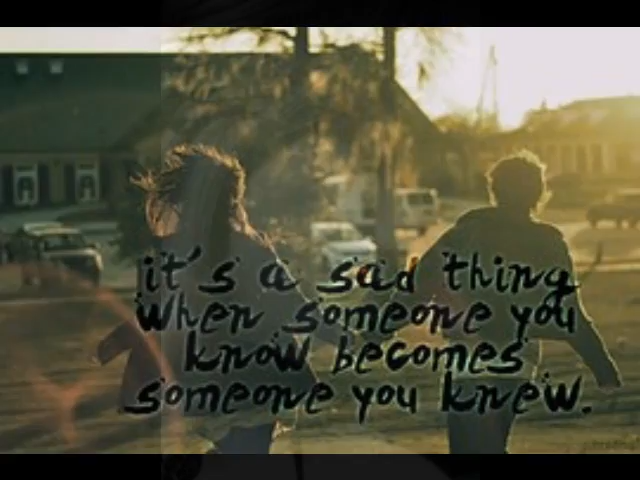 it's a sad thing
when someone you
know becomes
someone you knew.